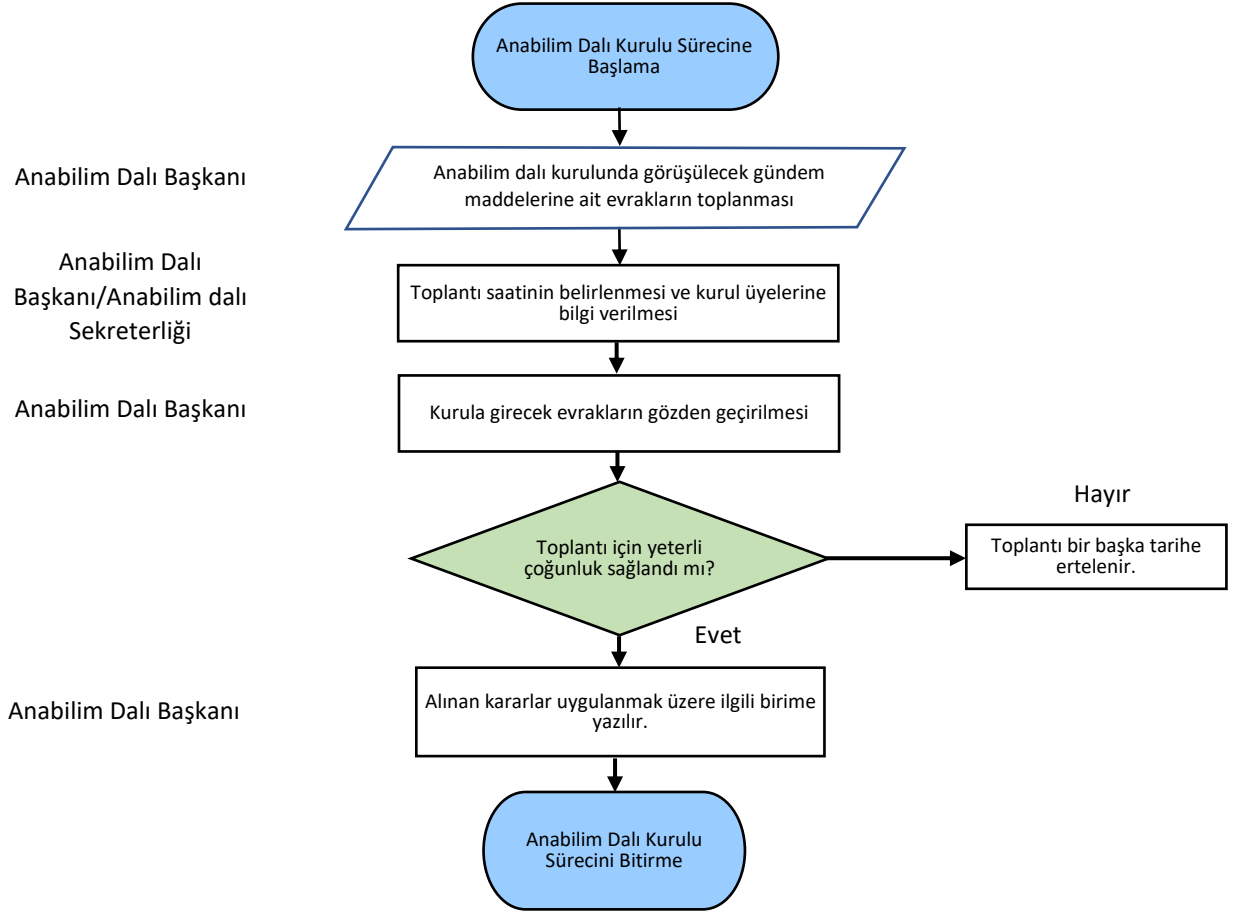 Anabilim Dalı Kurulu Sürecine
Başlama
Anabilim Dalı Başkanı
Anabilim dalı kurulunda görüşülecek gündem
maddelerine ait evrakların toplanması
Anabilim Dalı
Başkanı/Anabilim dalı
Sekreterliği
Toplantı saatinin belirlenmesi ve kurul üyelerine
bilgi verilmesi
Anabilim Dalı Başkanı
Kurula girecek evrakların gözden geçirilmesi
Toplantı için yeterli
çoğunluk sağlandı mı?
Hayır
Toplantı bir başka tarihe
ertelenir.
Evet
Anabilim Dalı Başkanı
Alınan kararlar uygulanmak üzere ilgili birime
yazılır.
Anabilim Dalı Kurulu
Sürecini Bitirme